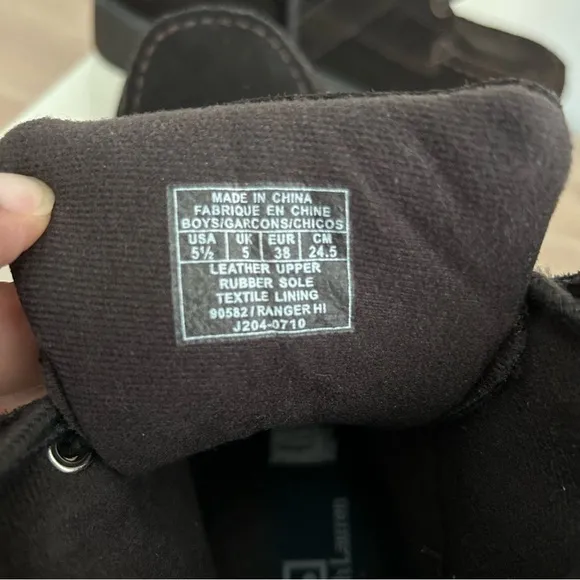 MADE IN CHINA
FABRIQUE EN CHINE
BOYS/GARCONS/CHICOS
USA UK EUR CM
5½ 5 38 24.5
LEATHER UPPER
RUBBER SOLE
TEXTILE LINING
90582/RANGER HI
J204-0710
Lauren